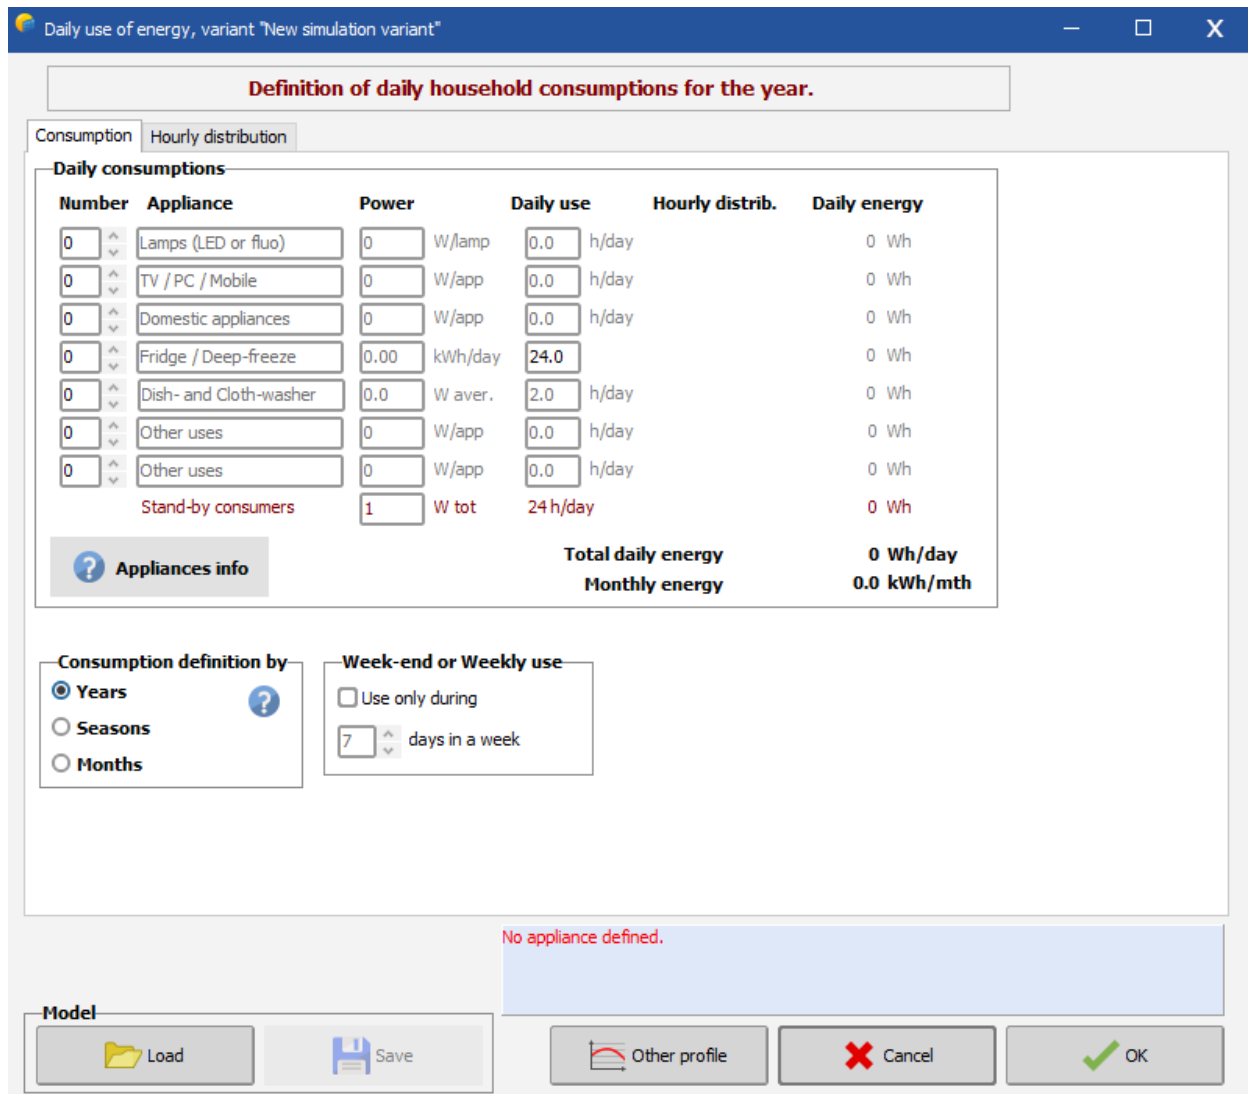 Daily use of energy, variant "New simulation variant"
Definition of daily household consumptions for the year.
Consumption Hourly distribution
Daily consumptions
Number Appliance Power Daily use Hourly distrib. Daily energy
0 Lamps (LED or fluo) 0 W/lamp 0.0 h/day 0 Wh
0 TV / PC / Mobile 0 W/app 0.0 h/day 0 Wh
0 Domestic appliances 0 W/app 0.0 h/day 0 Wh
0 Fridge / Deep-freeze 0.00 kWh/day 24.0 0 Wh
0 Dish- and Cloth-washer 0.0 W aver. 2.0 h/day 0 Wh
0 Other uses 0 W/app 0.0 h/day 0 Wh
0 Other uses 0 W/app 0.0 h/day 0 Wh
Stand-by consumers 1 W tot 24 h/day 0 Wh
Appliances info
Total daily energy 0 Wh/day
Monthly energy 0.0 kWh/mth
Consumption definition by
Years
Seasons
Months
Week-end or Weekly use
Use only during
7 days in a week
No appliance defined.
Model
Load Save Other profile Cancel OK